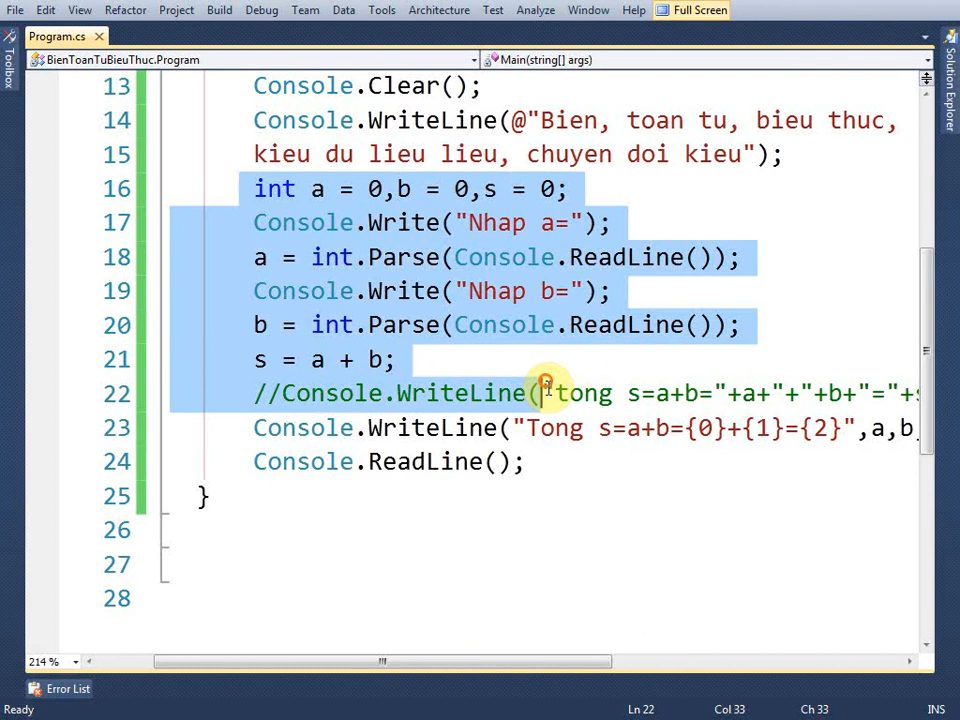 File Edit View Refactor Project Build Debug Team Data Tools Architecture Test Analyze Window Help Full Screen
Program.cs
BienToanTuBieuThuc.Program Main(string[] args)
Toolbox
Solution Explorer
13 Console.Clear();
14 Console.WriteLine(@"Bien, toan tu, bieu thuc,
15 kieu du lieu lieu, chuyen doi kieu");
16 int a = 0,b = 0,s = 0;
17 Console.Write("Nhap a=");
18 a = int.Parse(Console.ReadLine());
19 Console.Write("Nhap b=");
20 b = int.Parse(Console.ReadLine());
21 s = a + b;
22 //Console.WriteLine("tong s=a+b="+a+"+"+b+"="+s
23 Console.WriteLine("Tong s=a+b={0}+{1}={2}",a,b,
24 Console.ReadLine();
25 }
26
27
28
214 %
Error List
Ready Ln 22 Col 33 Ch 33 INS